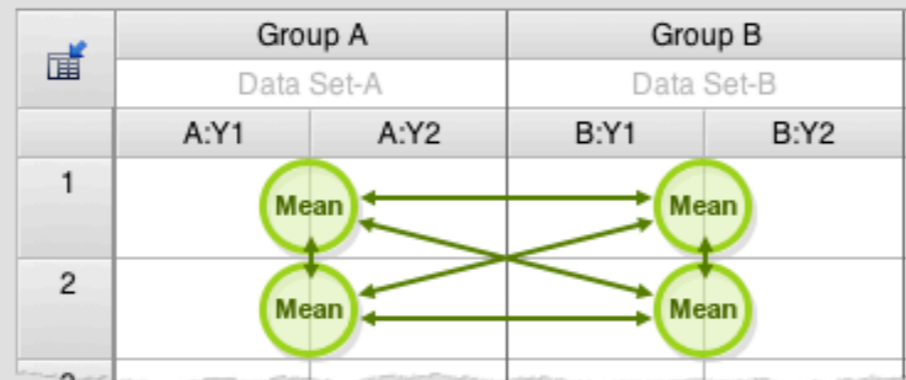 Group A Group B
Data Set-A Data Set-B
A:Y1 A:Y2 B:Y1 B:Y2
1 Mean Mean
2 Mean Mean